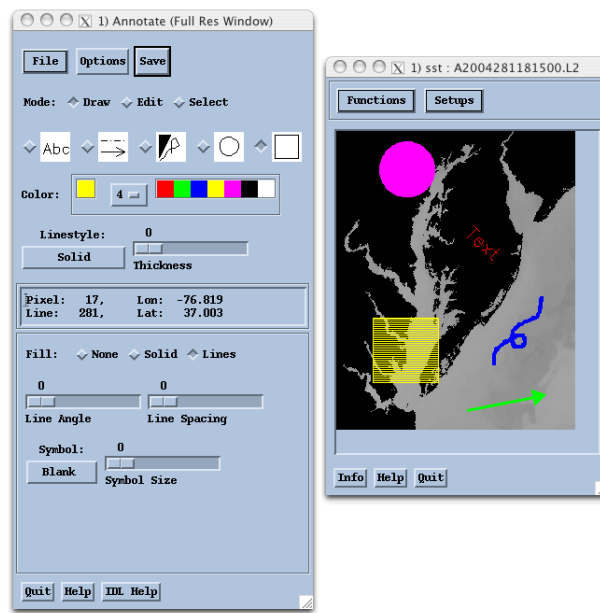 1) Annotate (Full Res Window)
File Options Save
Mode: Draw Edit Select
Abc
Color: 4
Linestyle: 0
Solid
Thickness
Pixel: 17, Lon: -76.819
Line: 281, Lat: 37.003
Fill: None Solid Lines
0 0
Line Angle Line Spacing
Symbol: 0
Blank
Symbol Size
Quit Help IDL Help
1) sst : A2004281181500.L2
Functions Setups
Text
Info Help Quit